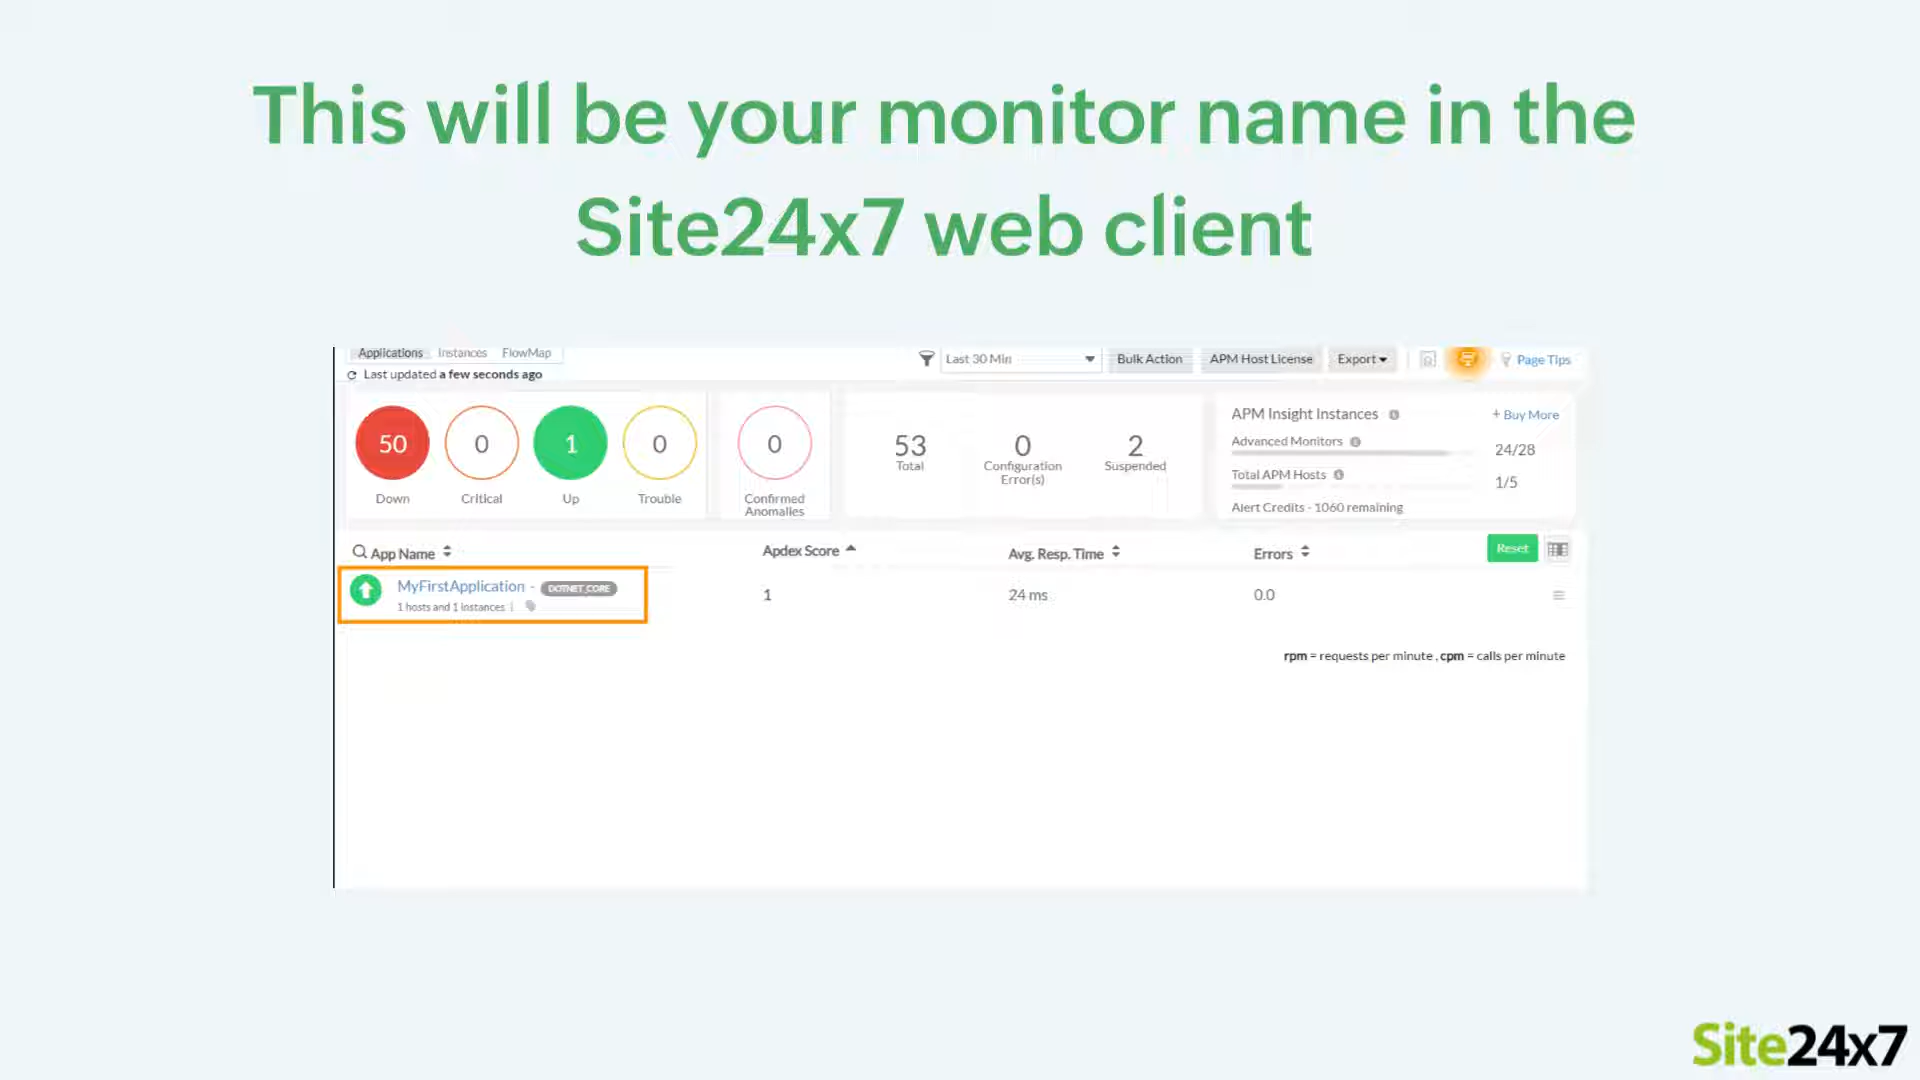 This will be your monitor name in the
Site24x7 web client
Applications Instances FlowMap
Last updated a few seconds ago
Last 30 Min
Bulk Action
APM Host License
Export
Page Tips
50
0
1
0
0
Down
Critical
Up
Trouble
Confirmed
Anomalies
53
Total
0
Configuration
Error(s)
2
Suspended
APM Insight Instances
+ Buy More
Advanced Monitors
24/28
Total APM Hosts
1/5
Alert Credits - 1060 remaining
App Name
Apdex Score
Avg. Resp. Time
Errors
Reset
MyFirstApplication - DOTNET_CORE
1 hosts and 1 instances |
1
24 ms
0.0
rpm = requests per minute , cpm = calls per minute
Site24x7